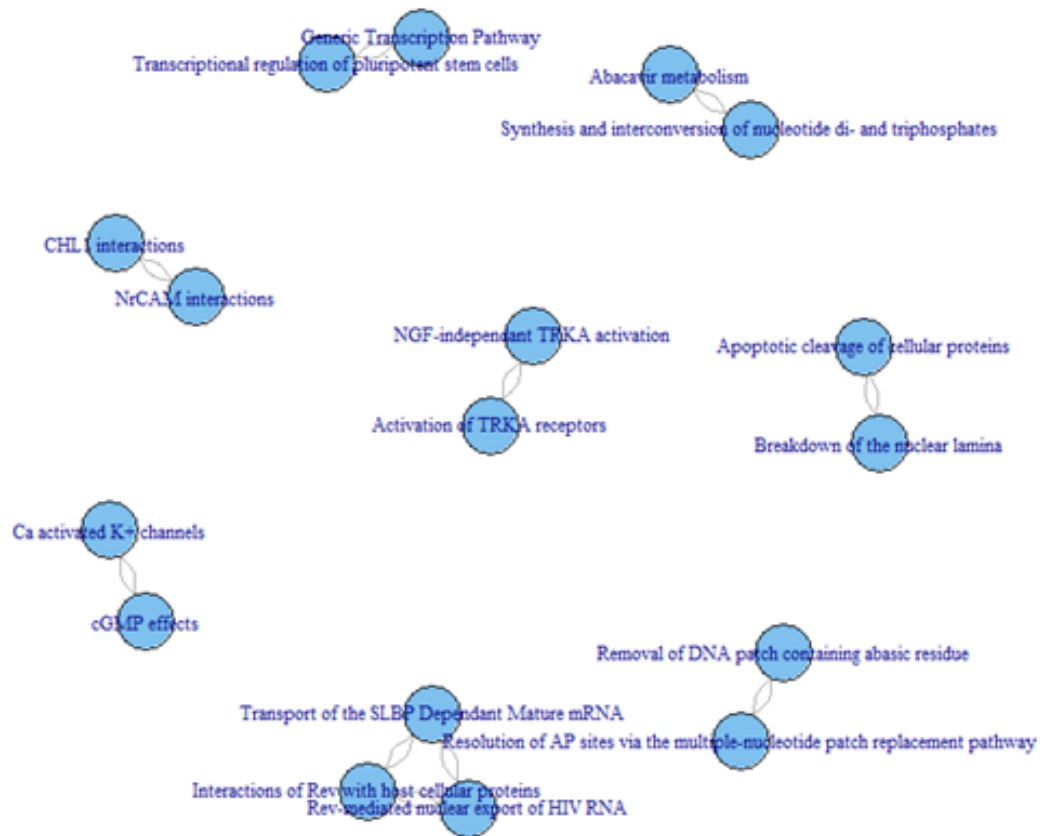 Generic Transcription Pathway
Transcriptional regulation of pluripotent stem cells
Abacavir metabolism
Synthesis and interconversion of nucleotide di- and triphosphates
CHL1 interactions
NrCAM interactions
NGF-independant TRKA activation
Apoptotic cleavage of cellular proteins
Activation of TRKA receptors
Breakdown of the nuclear lamina
Ca activated K+ channels
cGMP effects
Removal of DNA patch containing abasic residue
Transport of the SLBP Dependant Mature mRNA
Resolution of AP sites via the multiple-nucleotide patch replacement pathway
Interactions of Rev with host cellular proteins
Rev-mediated nuclear export of HIV RNA